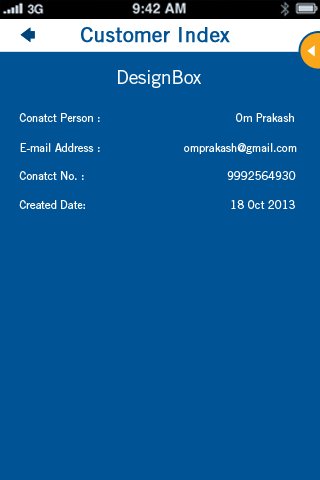 3G 9:42 AM
Customer Index
DesignBox
Conatct Person : Om Prakash
E-mail Address : omprakash@gmail.com
Conatct No. : 9992564930
Created Date: 18 Oct 2013